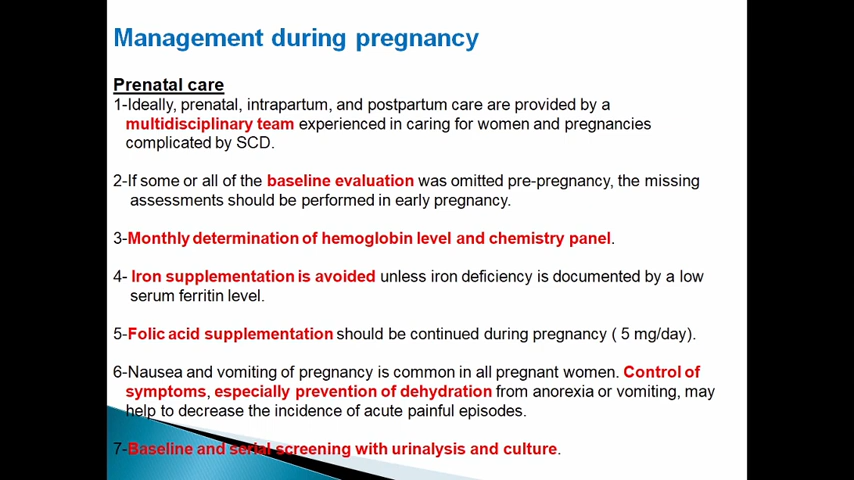 Management during pregnancy
Prenatal care
1-Ideally, prenatal, intrapartum, and postpartum care are provided by a
multidisciplinary team experienced in caring for women and pregnancies
complicated by SCD.
2-If some or all of the baseline evaluation was omitted pre-pregnancy, the missing
assessments should be performed in early pregnancy.
3-Monthly determination of hemoglobin level and chemistry panel.
4- Iron supplementation is avoided unless iron deficiency is documented by a low
serum ferritin level.
5-Folic acid supplementation should be continued during pregnancy ( 5 mg/day).
6-Nausea and vomiting of pregnancy is common in all pregnant women. Control of
symptoms, especially prevention of dehydration from anorexia or vomiting, may
help to decrease the incidence of acute painful episodes.
7-Baseline and serial screening with urinalysis and culture.